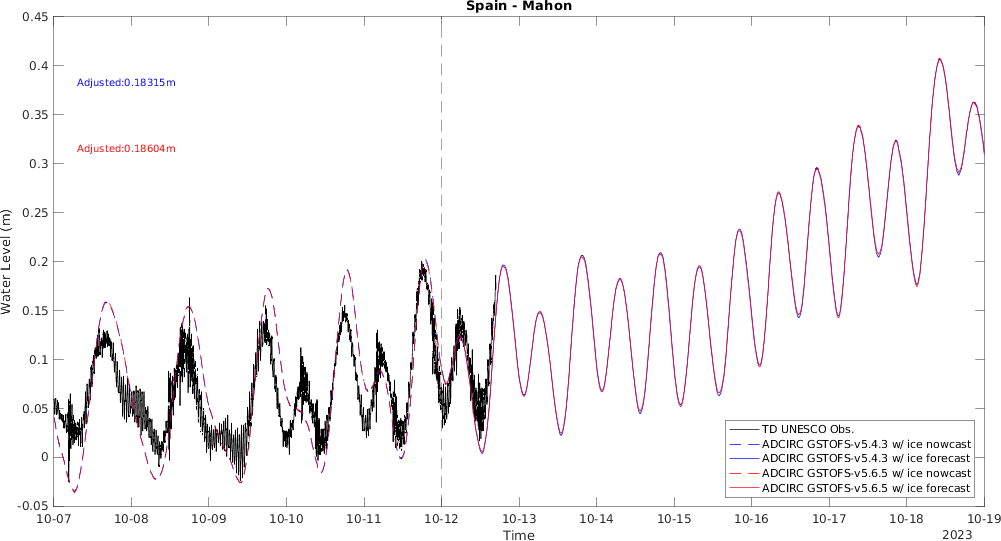 Spain - Mahon
Adjusted:0.18315m
Adjusted:0.18604m
Water Level (m)
0.45
0.4
0.35
0.3
0.25
0.2
0.15
0.1
0.05
0
-0.05
10-07
10-08
10-09
10-10
10-11
10-12
10-13
10-14
10-15
10-16
10-17
10-18
10-19
Time
2023
TD UNESCO Obs.
ADCIRC GSTOFS-v5.4.3 w/ ice nowcast
ADCIRC GSTOFS-v5.4.3 w/ ice forecast
ADCIRC GSTOFS-v5.6.5 w/ ice nowcast
ADCIRC GSTOFS-v5.6.5 w/ ice forecast